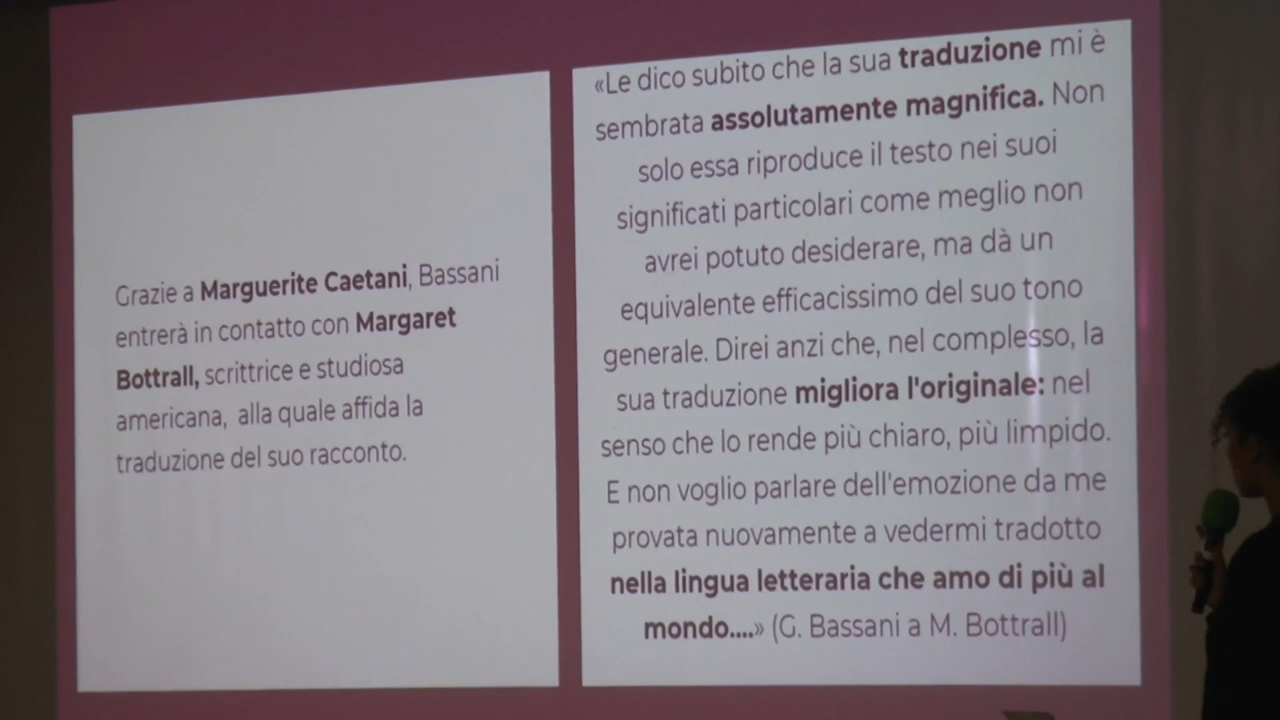 Grazie a Marguerite Caetani, Bassani
entrerà in contatto con Margaret
Bottrall, scrittrice e studiosa
americana, alla quale affida la
traduzione del suo racconto.
«Le dico subito che la sua traduzione mi è
sembrata assolutamente magnifica. Non
solo essa riproduce il testo nei suoi
significati particolari come meglio non
avrei potuto desiderare, ma dà un
equivalente efficacissimo del suo tono
generale. Direi anzi che, nel complesso, la
sua traduzione migliora l'originale: nel
senso che lo rende più chiaro, più limpido.
E non voglio parlare dell'emozione da me
provata nuovamente a vedermi tradotto
nella lingua letteraria che amo di più al
mondo....» (G. Bassani a M. Bottrall)